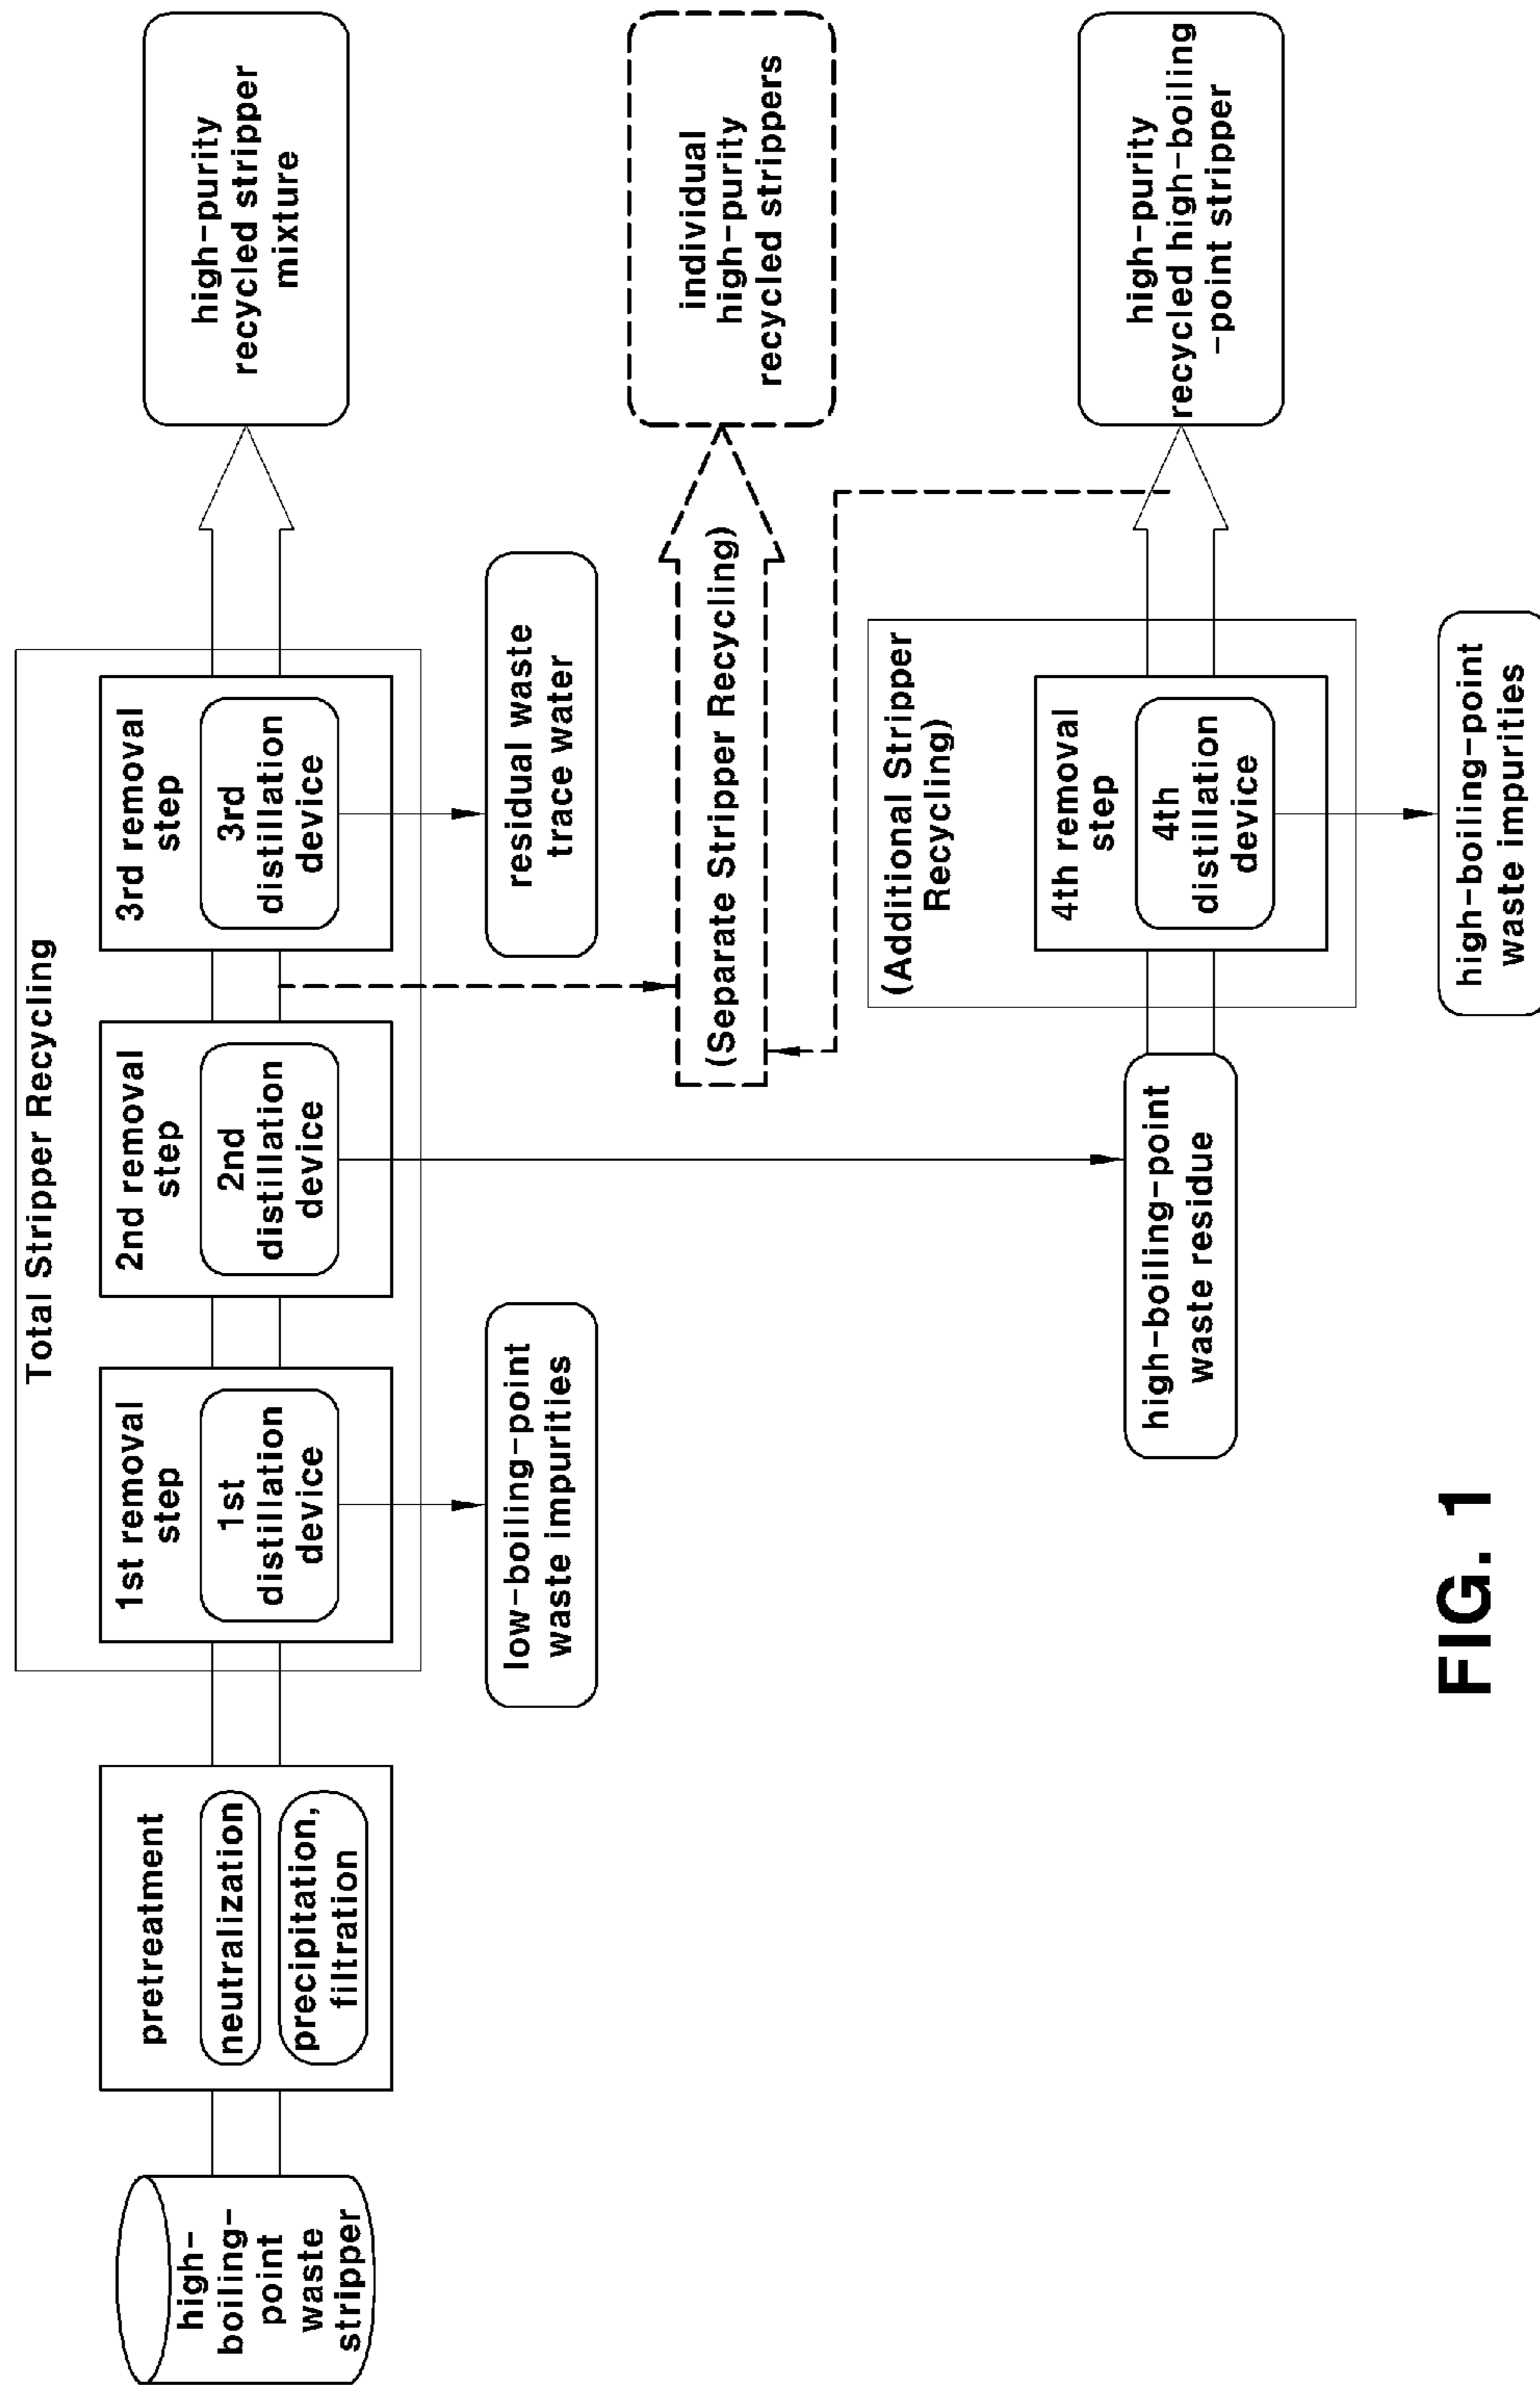 Total Stripper Recycling
high-
boiling-
point
waste
stripper
pretreatment
neutralization
precipitation,
filtration
1st removal
step
1st
distillation
device
2nd removal
step
2nd
distillation
device
3rd removal
step
3rd
distillation
device
high-purity
recycled stripper
mixture
low-boiling-point
waste impurities
residual waste
trace water
(Separate Stripper Recycling)
individual
high-purity
recycled strippers
(Additional Stripper
Recycling)
high-boiling-point
waste residue
4th removal
step
4th
distillation
device
high-purity
recycled high-boiling
-point stripper
high-boiling-point
waste impurities
FIG. 1